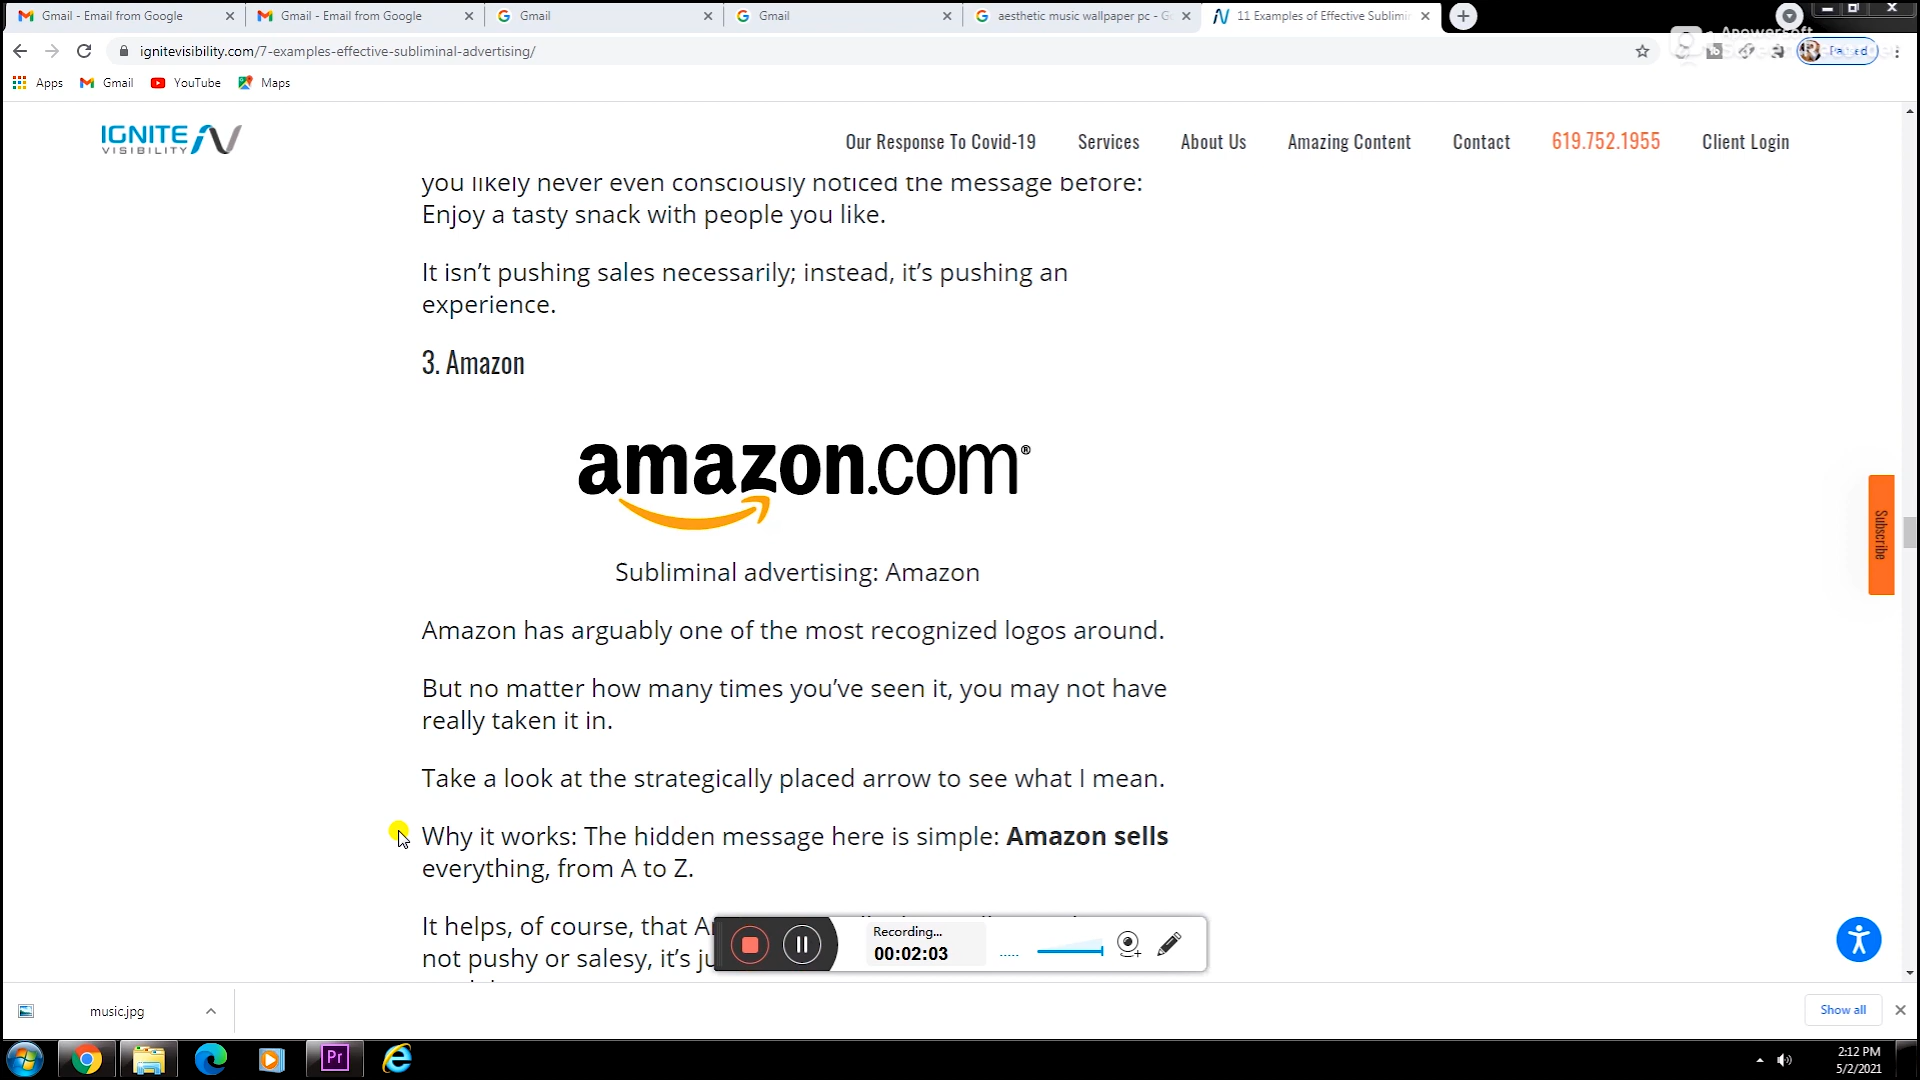 Gmail - Email from Google
Gmail - Email from Google
Gmail
Gmail
aesthetic music wallpaper pc - G
11 Examples of Effective Sublimi
Apowersoft
ignitevisibility.com/7-examples-effective-subliminal-advertising/
Paused
Apps
Gmail
YouTube
Maps
IGNITE
VISIBILITY
Our Response To Covid-19
Services
About Us
Amazing Content
Contact
619.752.1955
Client Login
you likely never even consciously noticed the message before:
Enjoy a tasty snack with people you like.
It isn't pushing sales necessarily; instead, it's pushing an
experience.
3. Amazon
amazon.com®
Subliminal advertising: Amazon
Amazon has arguably one of the most recognized logos around.
But no matter how many times you've seen it, you may not have
really taken it in.
Take a look at the strategically placed arrow to see what I mean.
Why it works: The hidden message here is simple: Amazon sells
everything, from A to Z.
It helps, of course, that
not pushy or salesy, it's
Subscribe
Recording...
00:02:03
music.jpg
Show all
Pr
2:12 PM
5/2/2021